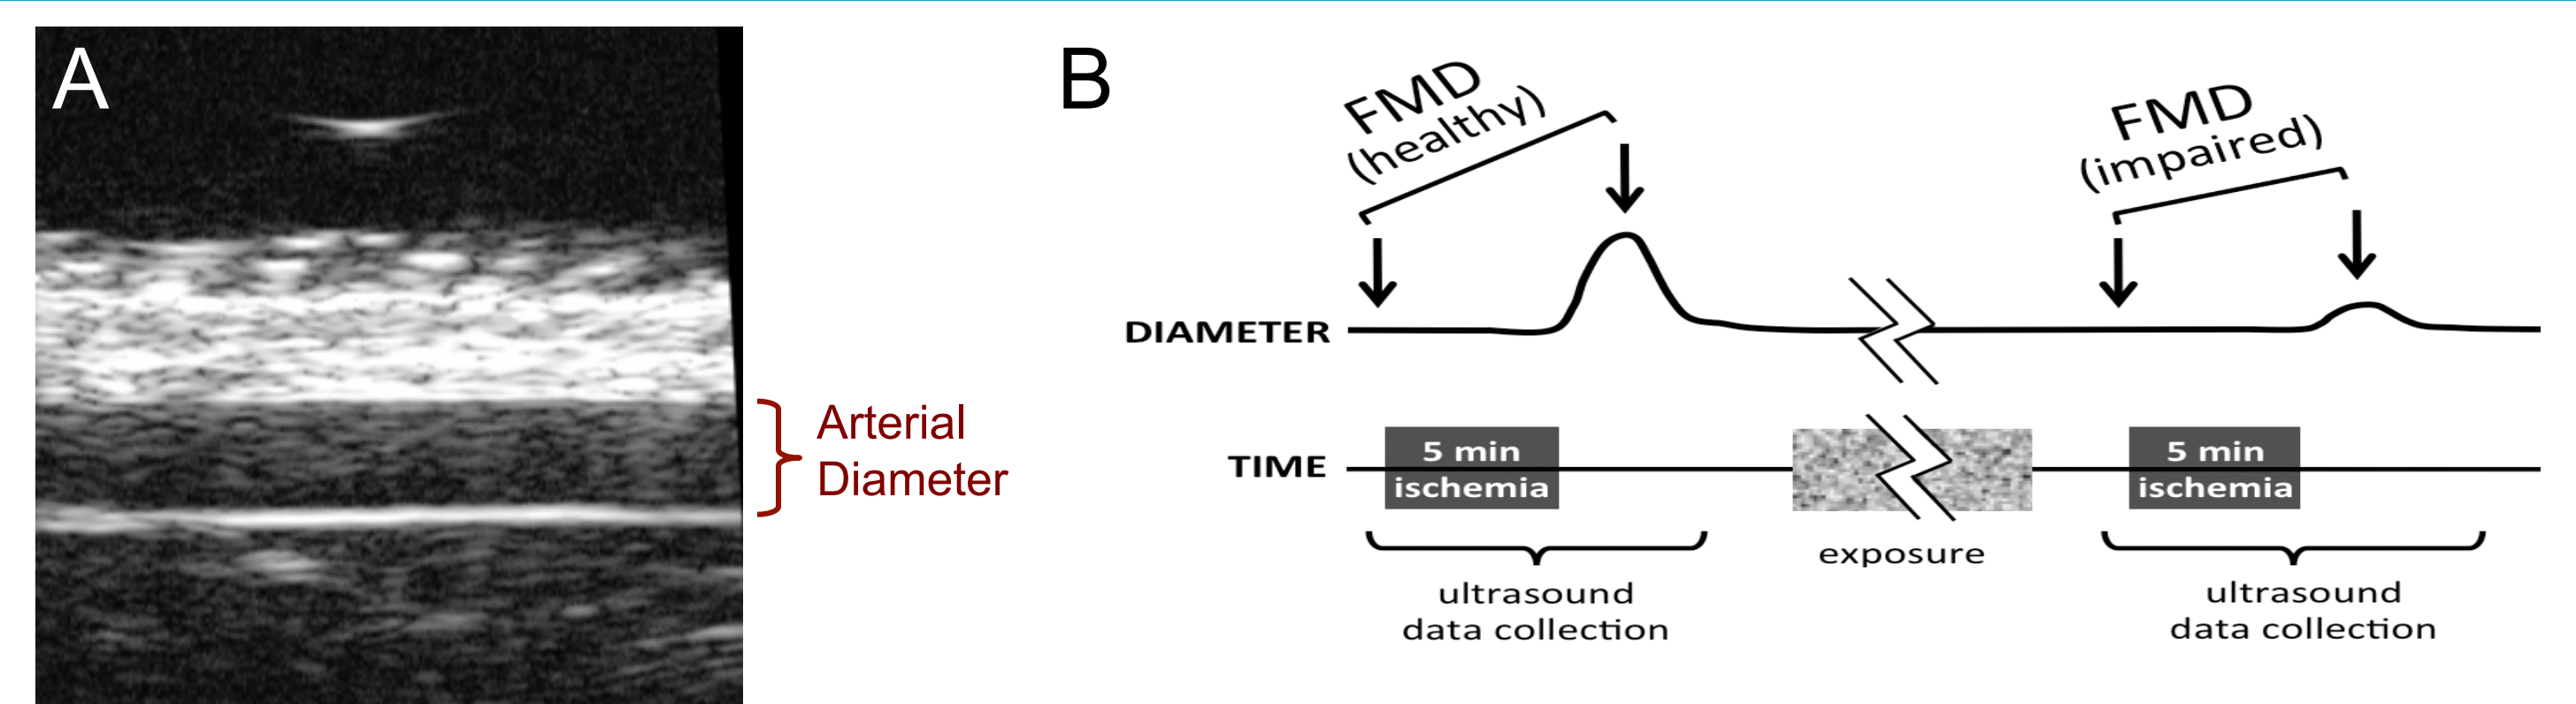 A
Arterial
Diameter
B
FMD
(healthy)
FMD
(impaired)
DIAMETER
TIME
5 min
ischemia
5 min
ischemia
exposure
ultrasound
data collection
ultrasound
data collection